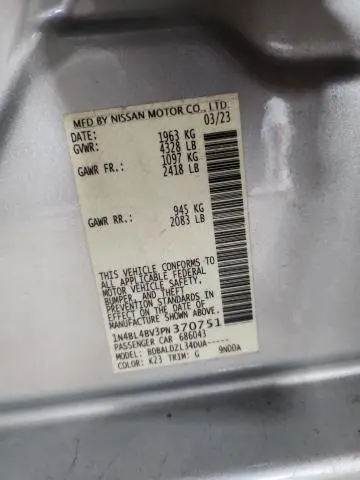 MFD BY NISSAN MOTOR CO., LTD.
DATE: 03/23
GVWR: 1963 KG
4328 LB
GAWR FR.: 1097 KG
2418 LB
GAWR RR.: 945 KG
2083 LB
THIS VEHICLE CONFORMS TO
ALL APPLICABLE FEDERAL
MOTOR VEHICLE SAFETY,
BUMPER, AND THEFT
PREVENTION STANDARDS IN
EFFECT ON THE DATE OF
MANUFACTURE SHOWN ABOVE.
1N4BL4BV3PN370751
PASSENGER CAR 686043
MODEL: BDBALDZL34DUA-----
COLOR: K23 TRIM: G 9N00A